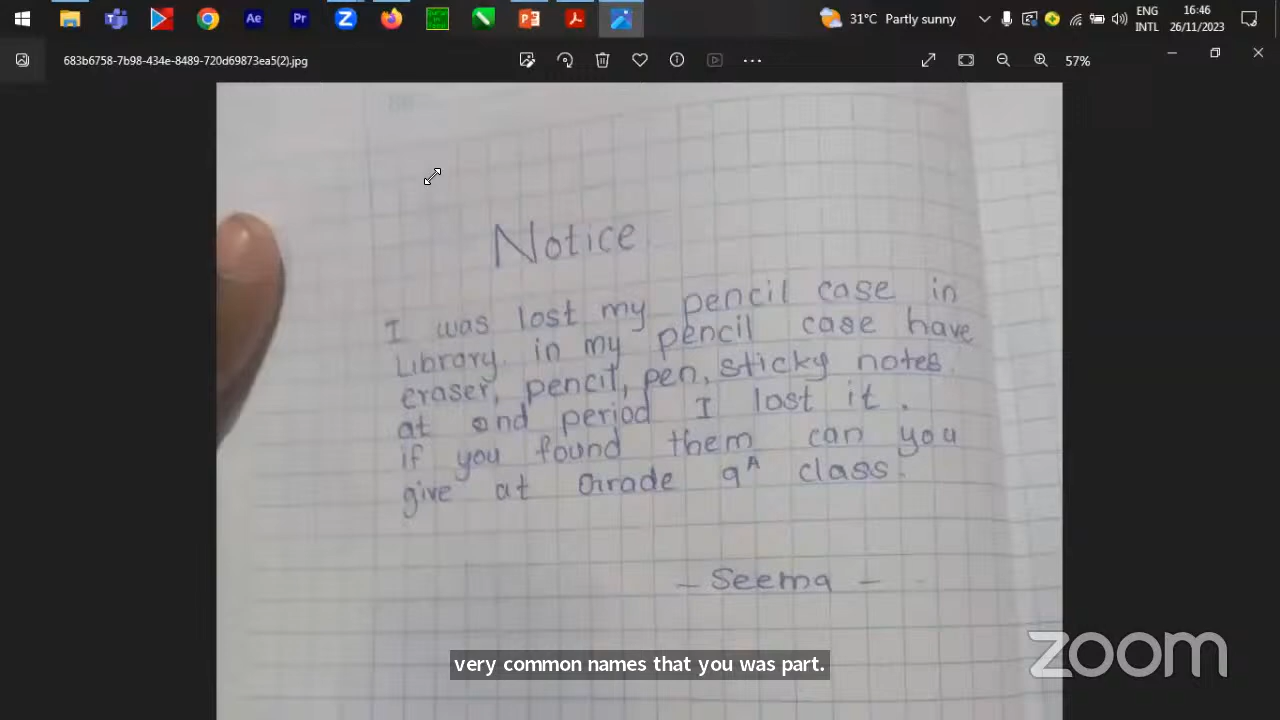 Ae
Pr
31°C Partly sunny
ENG
INTL
16:46
26/11/2023
683b6758-7b98-434e-8489-720d69873ea5(2).jpg
57%
Notice
I was lost my pencil case in
Library. in my pencil case have
eraser, pencil, pen, sticky notes.
at 2nd period I lost it.
if you found them can you
give at Grade 9A class.
- Seema -
very common names that you was part.
zoom